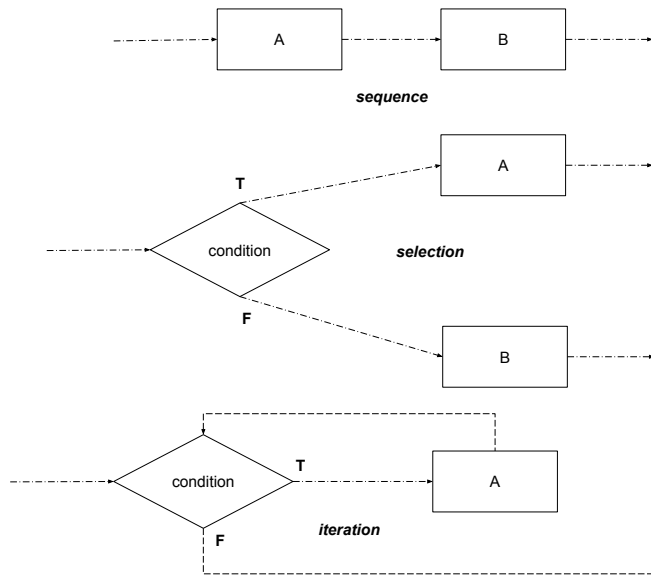 A
B
sequence
T
A
condition
selection
F
B
condition
T
A
F
iteration